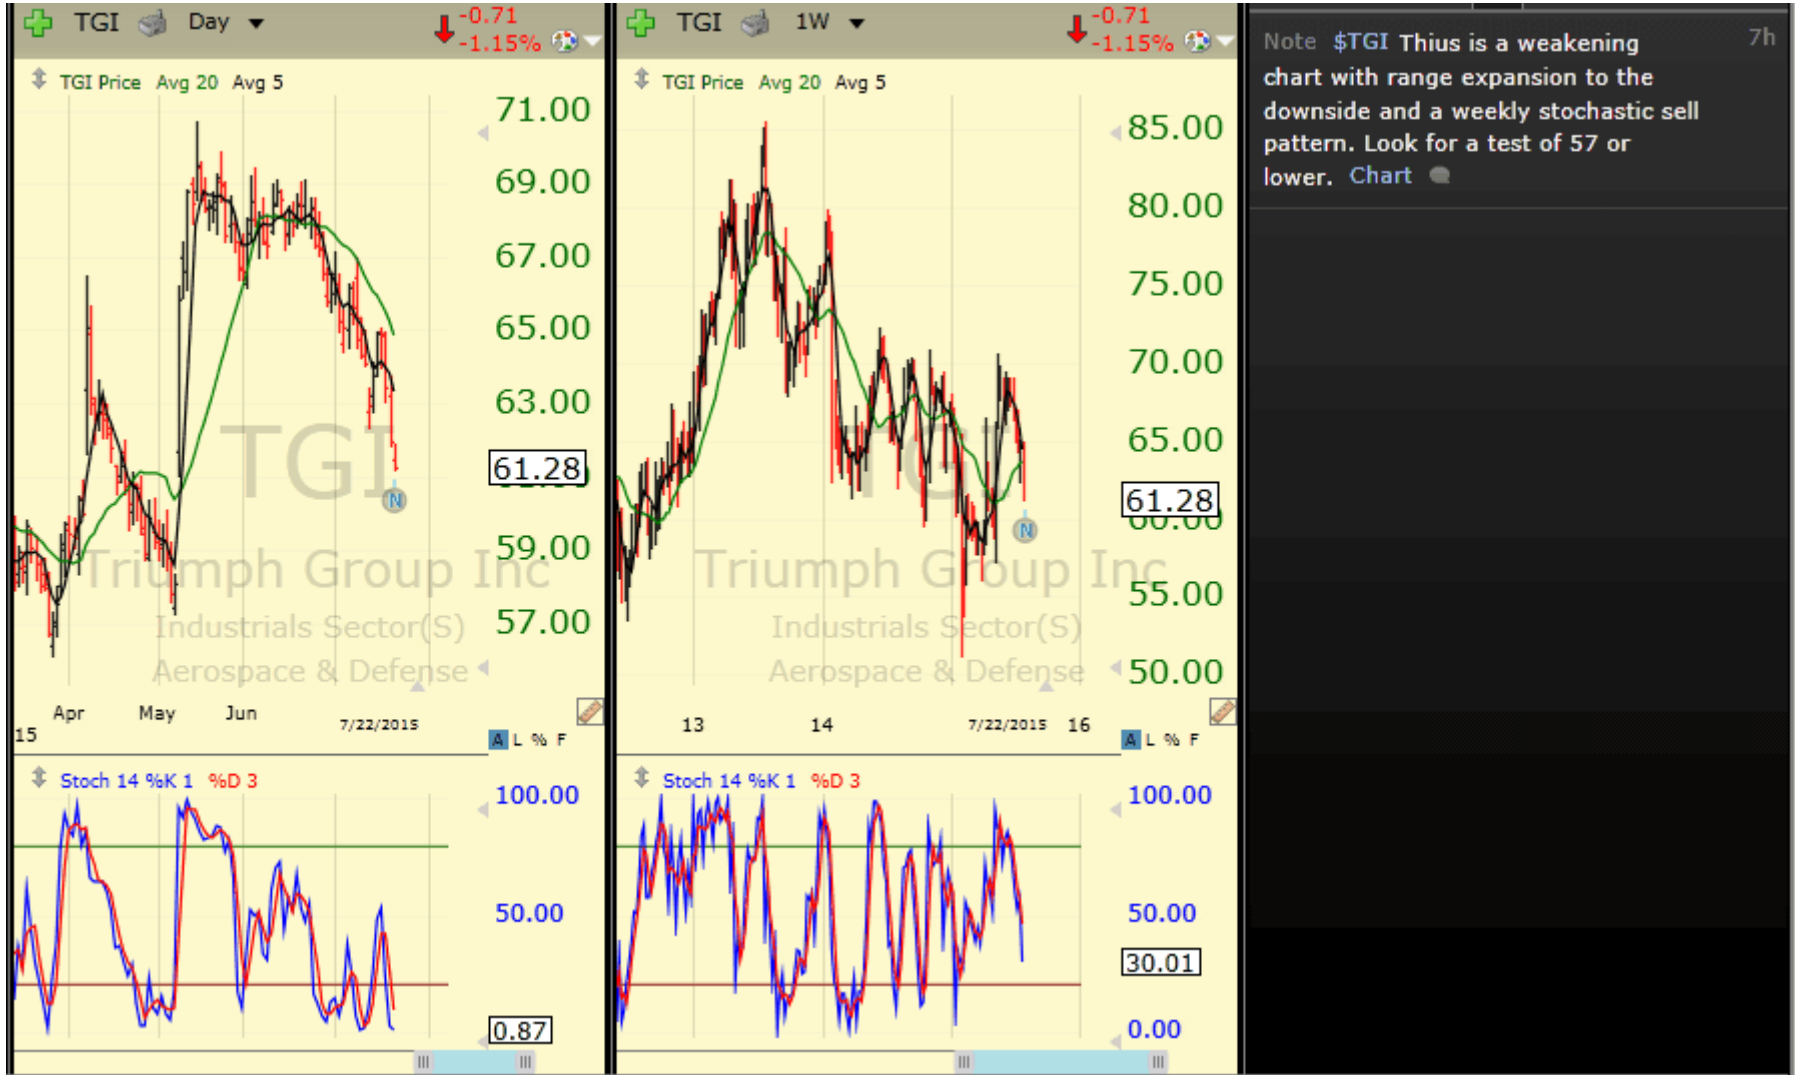 TGI Day -0.71
-1.15%
TGI Price Avg 20 Avg 5
71.00
69.00
67.00
65.00
63.00
61.28
59.00
57.00
TGI
Triumph Group Inc
Industrials Sector(S)
Aerospace & Defense
15 Apr May Jun 7/22/2015
A L % F
Stoch 14 %K 1 %D 3
100.00
50.00
0.87
N
TGI 1W -0.71
-1.15%
TGI Price Avg 20 Avg 5
85.00
80.00
75.00
70.00
65.00
61.28
60.00
55.00
50.00
TGI
Triumph Group Inc
Industrials Sector(S)
Aerospace & Defense
13 14 7/22/2015 16
A L % F
Stoch 14 %K 1 %D 3
100.00
50.00
30.01
0.00
N
Note $TGI Thius is a weakening 7h
chart with range expansion to the
downside and a weekly stochastic sell
pattern. Look for a test of 57 or
lower. Chart